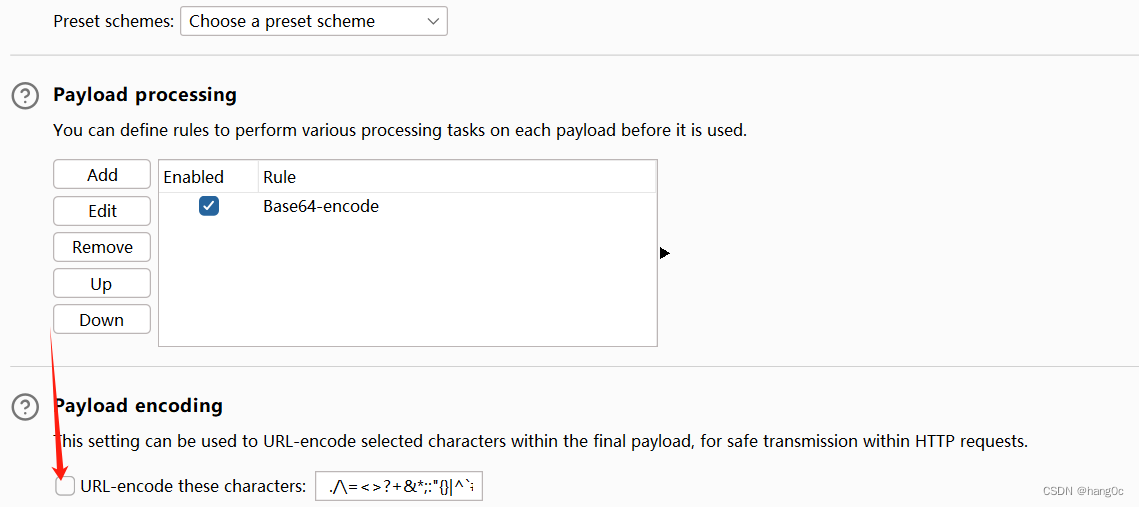 Preset schemes: Choose a preset scheme
Payload processing
You can define rules to perform various processing tasks on each payload before it is used.
Add
Enabled Rule
Base64-encode
Edit
Remove
Up
Down
Payload encoding
This setting can be used to URL-encode selected characters within the final payload, for safe transmission within HTTP requests.
URL-encode these characters: ./\=<>?+&*;:"{}|^`
CSDN @hang0c